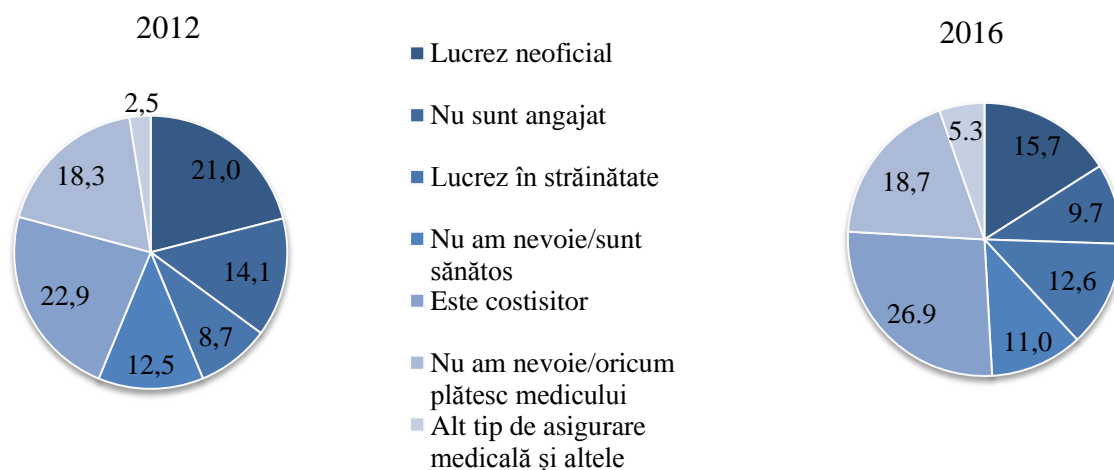 2012
2,5
21,0
18,3
14,1
22,9
8,7
12,5
Lucrez neoficial
Nu sunt angajat
Lucrez în străinătate
Nu am nevoie/sunt
sănătos
Este costisitor
Nu am nevoie/oricum
plătesc medicului
Alt tip de asigurare
medicală și altele
2016
5.3
15,7
18,7
9.7
12,6
26.9
11,0